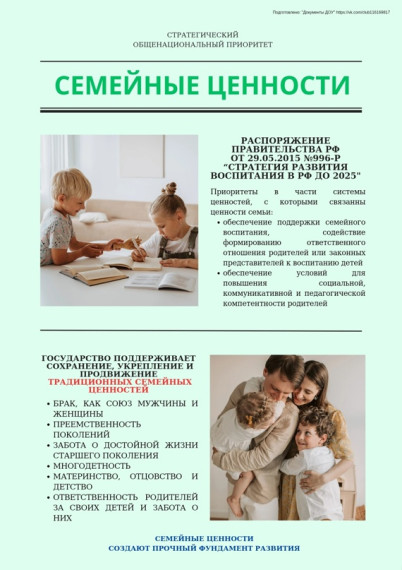 Подготовлено: "Документы ДОУ" https://vk.com/club115158817
СТРАТЕГИЧЕСКИЙ
ОБЩЕНАЦИОНАЛЬНЫЙ ПРИОРИТЕТ
СЕМЕЙНЫЕ ЦЕННОСТИ
РАСПОРЯЖЕНИЕ
ПРАВИТЕЛЬСТВА РФ
ОТ 29.05.2015 №996-Р
"СТРАТЕГИЯ РАЗВИТИЯ
ВОСПИТАНИЯ В РФ ДО 2025"
Приоритеты в части системы
ценностей, с которыми связанны
ценности семьи:
• обеспечение поддержки семейного
воспитания, содействие
формированию ответственного
отношения родителей или законных
представителей к воспитанию детей
• обеспечение условий для
повышения социальной,
коммуникативной и педагогической
компетентности родителей
ГОСУДАРСТВО ПОДДЕРЖИВАЕТ
СОХРАНЕНИЕ, УКРЕПЛЕНИЕ И
ПРОДВИЖЕНИЕ
ТРАДИЦИОННЫХ СЕМЕЙНЫХ
ЦЕННОСТЕЙ
• БРАК, КАК СОЮЗ МУЖЧИНЫ И
ЖЕНЩИНЫ
• ПРЕЕМСТВЕННОСТЬ
ПОКОЛЕНИЙ
• ЗАБОТА О ДОСТОЙНОЙ ЖИЗНИ
СТАРШЕГО ПОКОЛЕНИЯ
• МНОГОДЕТНОСТЬ
• МАТЕРИНСТВО, ОТЦОВСТВО И
ДЕТСТВО
• ОТВЕТСТВЕННОСТЬ РОДИТЕЛЕЙ
ЗА СВОИХ ДЕТЕЙ И ЗАБОТА О
НИХ
СЕМЕЙНЫЕ ЦЕННОСТИ
СОЗДАЮТ ПРОЧНЫЙ ФУНДАМЕНТ РАЗВИТИЯ